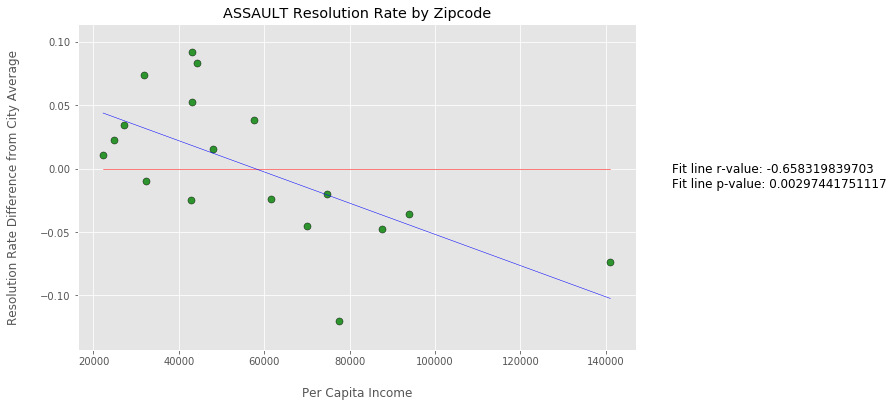 ASSAULT Resolution Rate by Zipcode
Resolution Rate Difference from City Average
0.10
0.05
0.00
−0.05
−0.10
20000 40000 60000 80000 100000 120000 140000
Per Capita Income
Fit line r-value: -0.658319839703
Fit line p-value: 0.00297441751117